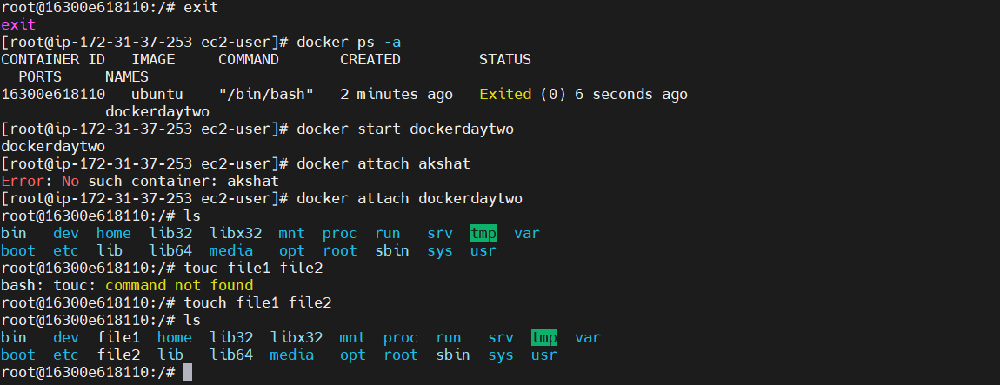 root@16300e618110:/# exit
exit
[root@ip-172-31-37-253 ec2-user]# docker ps -a
CONTAINER ID   IMAGE     COMMAND       CREATED         STATUS
  PORTS     NAMES
16300e618110   ubuntu    "/bin/bash"   2 minutes ago   Exited (0) 6 seconds ago
            dockerdaytwo
[root@ip-172-31-37-253 ec2-user]# docker start dockerdaytwo
dockerdaytwo
[root@ip-172-31-37-253 ec2-user]# docker attach akshat
Error: No such container: akshat
[root@ip-172-31-37-253 ec2-user]# docker attach dockerdaytwo
root@16300e618110:/# ls
bin   dev  home  lib32  libx32  mnt  proc  run   srv  tmp  var
boot  etc  lib   lib64  media   opt  root  sbin  sys  usr
root@16300e618110:/# touc file1 file2
bash: touc: command not found
root@16300e618110:/# touch file1 file2
root@16300e618110:/# ls
bin   dev  file1  home  lib32  libx32  mnt  proc  run   srv  tmp  var
boot  etc  file2  lib   lib64  media   opt  root  sbin  sys  usr
root@16300e618110:/#